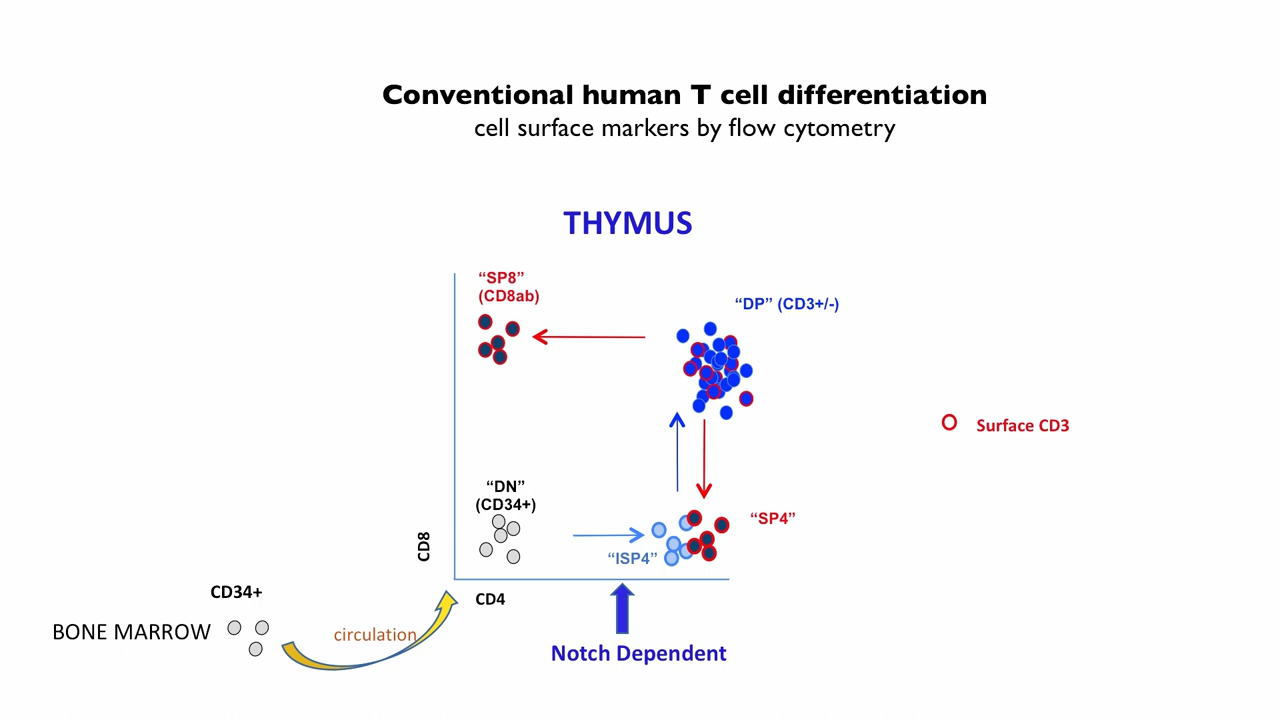 Conventional human T cell differentiation
cell surface markers by flow cytometry
THYMUS
“SP8”
(CD8ab)
“DP” (CD3+/-)
Surface CD3
“DN”
(CD34+)
“SP4”
“ISP4”
CD8
CD4
CD34+
BONE MARROW
circulation
Notch Dependent